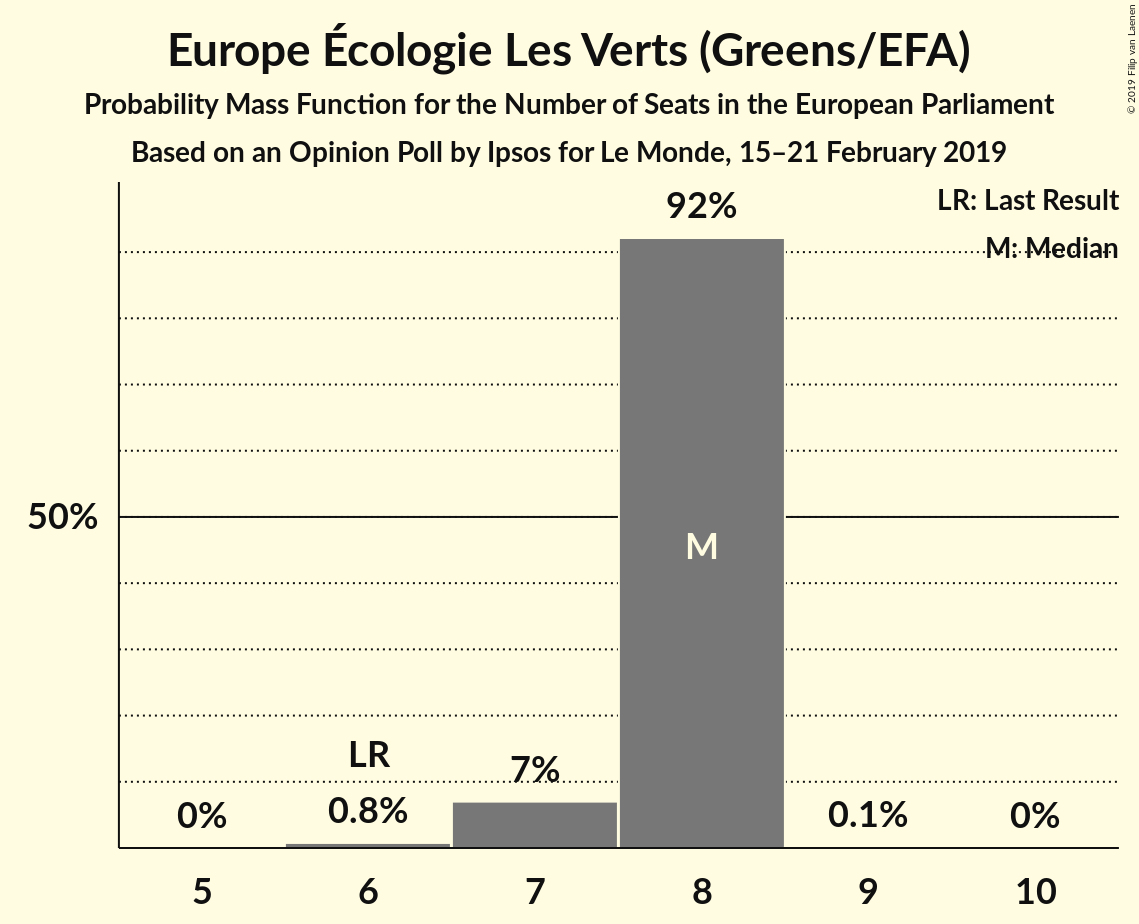 Europe Écologie Les Verts (Greens/EFA)
Probability Mass Function for the Number of Seats in the European Parliament
Based on an Opinion Poll by Ipsos for Le Monde, 15–21 February 2019
© 2019 Filip van Laenen
LR: Last Result
M: Median
92%
50%
M
LR
7%
0%
0.8%
0.1%
0%
5
6
7
8
9
10